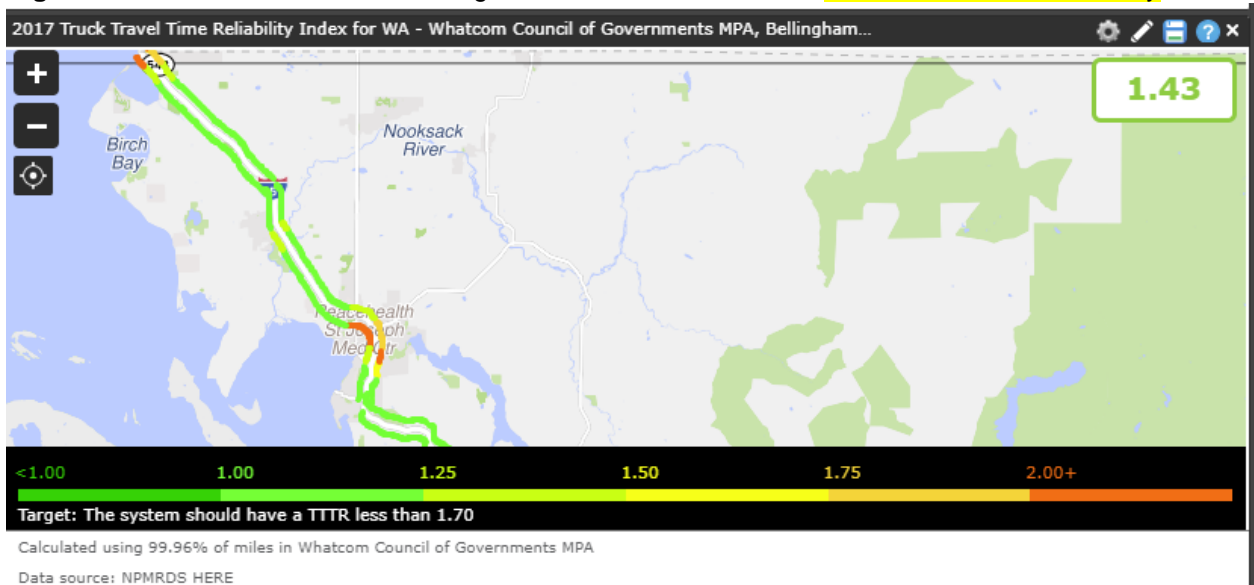 2017 Truck Travel Time Reliability Index for WA - Whatcom Council of Governments MPA, Bellingham...
1.43
Nooksack
River
Birch
Bay
5
Peacehealth
St Joseph
Med Ctr
<1.00 1.00 1.25 1.50 1.75 2.00+
Target: The system should have a TTTR less than 1.70
Calculated using 99.96% of miles in Whatcom Council of Governments MPA
Data source: NPMRDS HERE